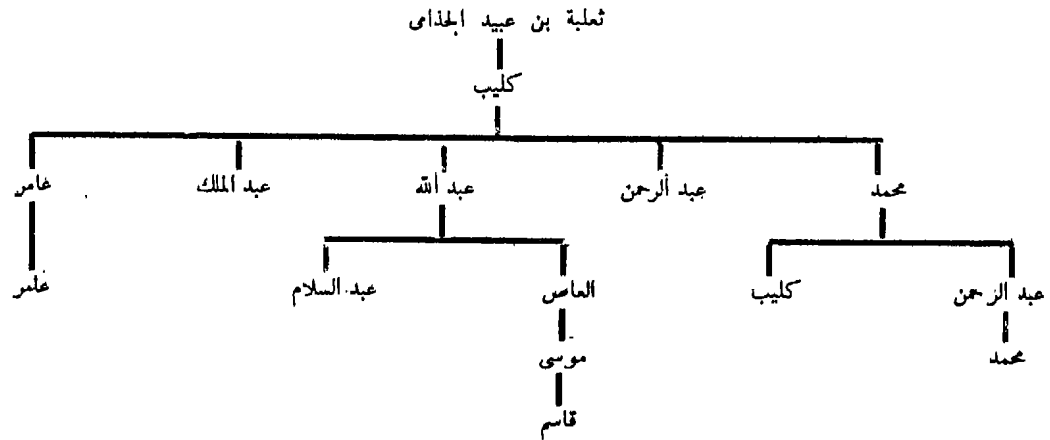 ثعلبة بن عبيد الجذامى
كليب
محمد عبد الرحمن عبد الله عبد الملك عامر
عبد الرحمن كليب العاص عبد السلام عامر
محمد
موسى
قاسم